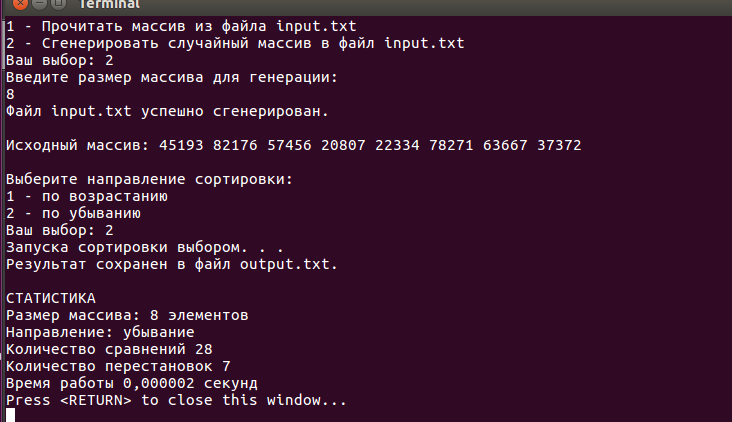 Terminal
1 - Прочитать массив из файла input.txt
2 - Сгенерировать случайный массив в файл input.txt
Ваш выбор: 2
Введите размер массива для генерации:
8
Файл input.txt успешно сгенерирован.
Исходный массив: 45193 82176 57456 20807 22334 78271 63667 37372
Выберите направление сортировки:
1 - по возрастанию
2 - по убыванию
Ваш выбор: 2
Запуска сортировки выбором. . .
Результат сохранен в файл output.txt.
СТАТИСТИКА
Размер массива: 8 элементов
Направление: убывание
Количество сравнений 28
Количество перестановок 7
Время работы 0,000002 секунд
Press <RETURN> to close this window...